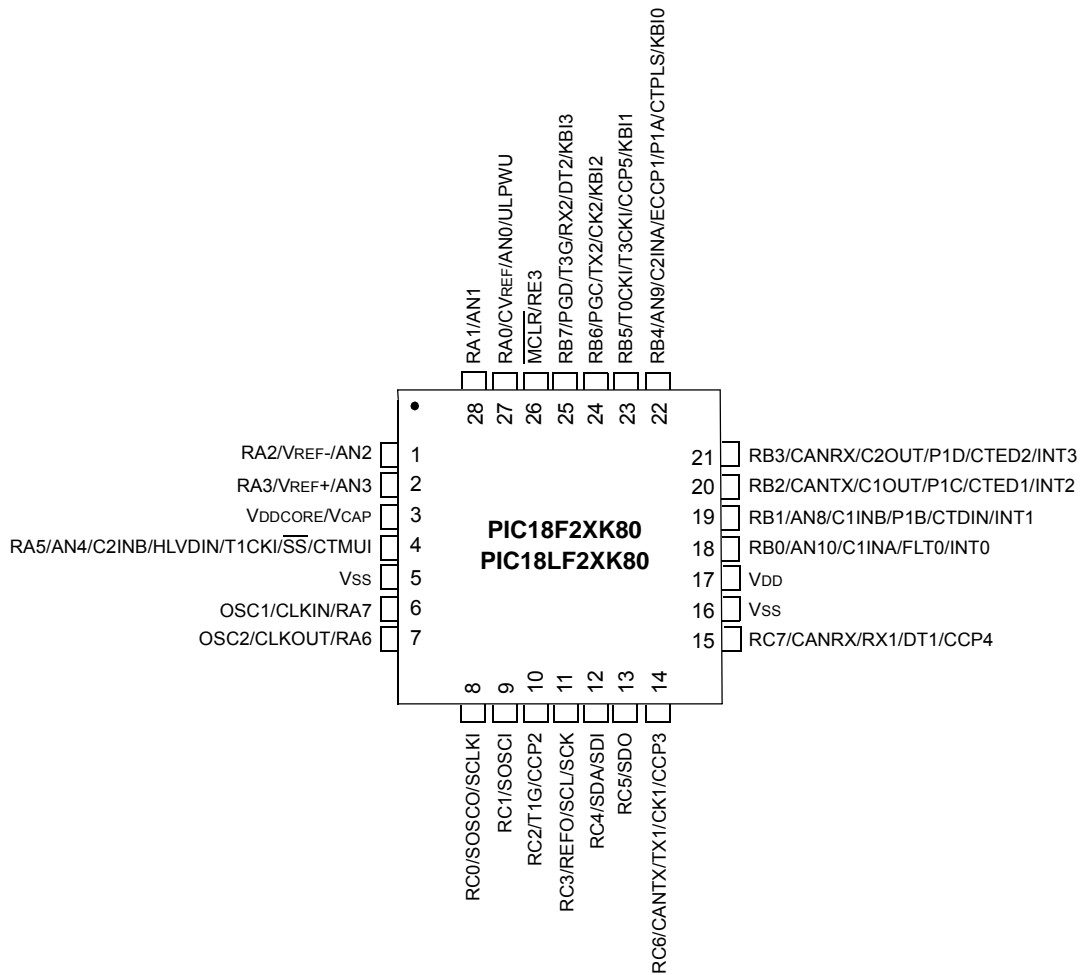 RA1/AN1
RA0/CVREF/AN0/ULPWU
MCLR/RE3
RB7/PGD/T3G/RX2/DT2/KBI3
RB6/PGC/TX2/CK2/KBI2
RB5/T0CKI/T3CKI/CCP5/KBI1
RB4/AN9/C2INA/ECCP1/P1A/CTPLS/KBI0
28
27
26
25
24
23
22
RA2/VREF-/AN2
1
RA3/VREF+/AN3
2
VDDCORE/VCAP
3
RA5/AN4/C2INB/HLVDIN/T1CKI/SS/CTMUI
4
VSS
5
OSC1/CLKIN/RA7
6
OSC2/CLKOUT/RA6
7
PIC18F2XK80
PIC18LF2XK80
21
RB3/CANRX/C2OUT/P1D/CTED2/INT3
20
RB2/CANTX/C1OUT/P1C/CTED1/INT2
19
RB1/AN8/C1INB/P1B/CTDIN/INT1
18
RB0/AN10/C1INA/FLT0/INT0
17
VDD
16
VSS
15
RC7/CANRX/RX1/DT1/CCP4
8
9
10
11
12
13
14
RC0/SOSCO/SCLKI
RC1/SOSCI
RC2/T1G/CCP2
RC3/REFO/SCL/SCK
RC4/SDA/SDI
RC5/SDO
RC6/CANTX/TX1/CK1/CCP3